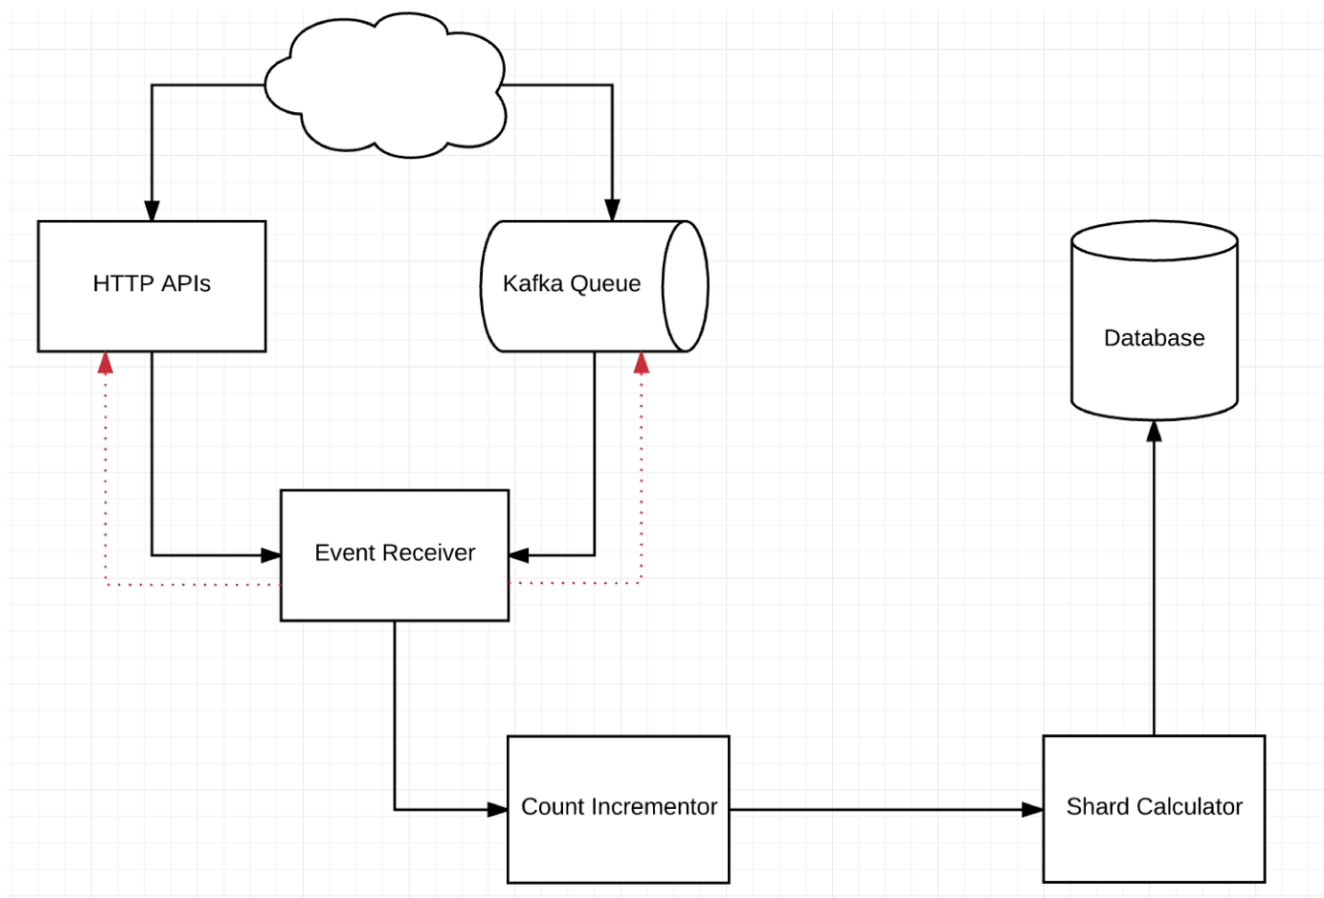 HTTP APIs
Kafka Queue
Database
Event Receiver
Count Incrementor
Shard Calculator